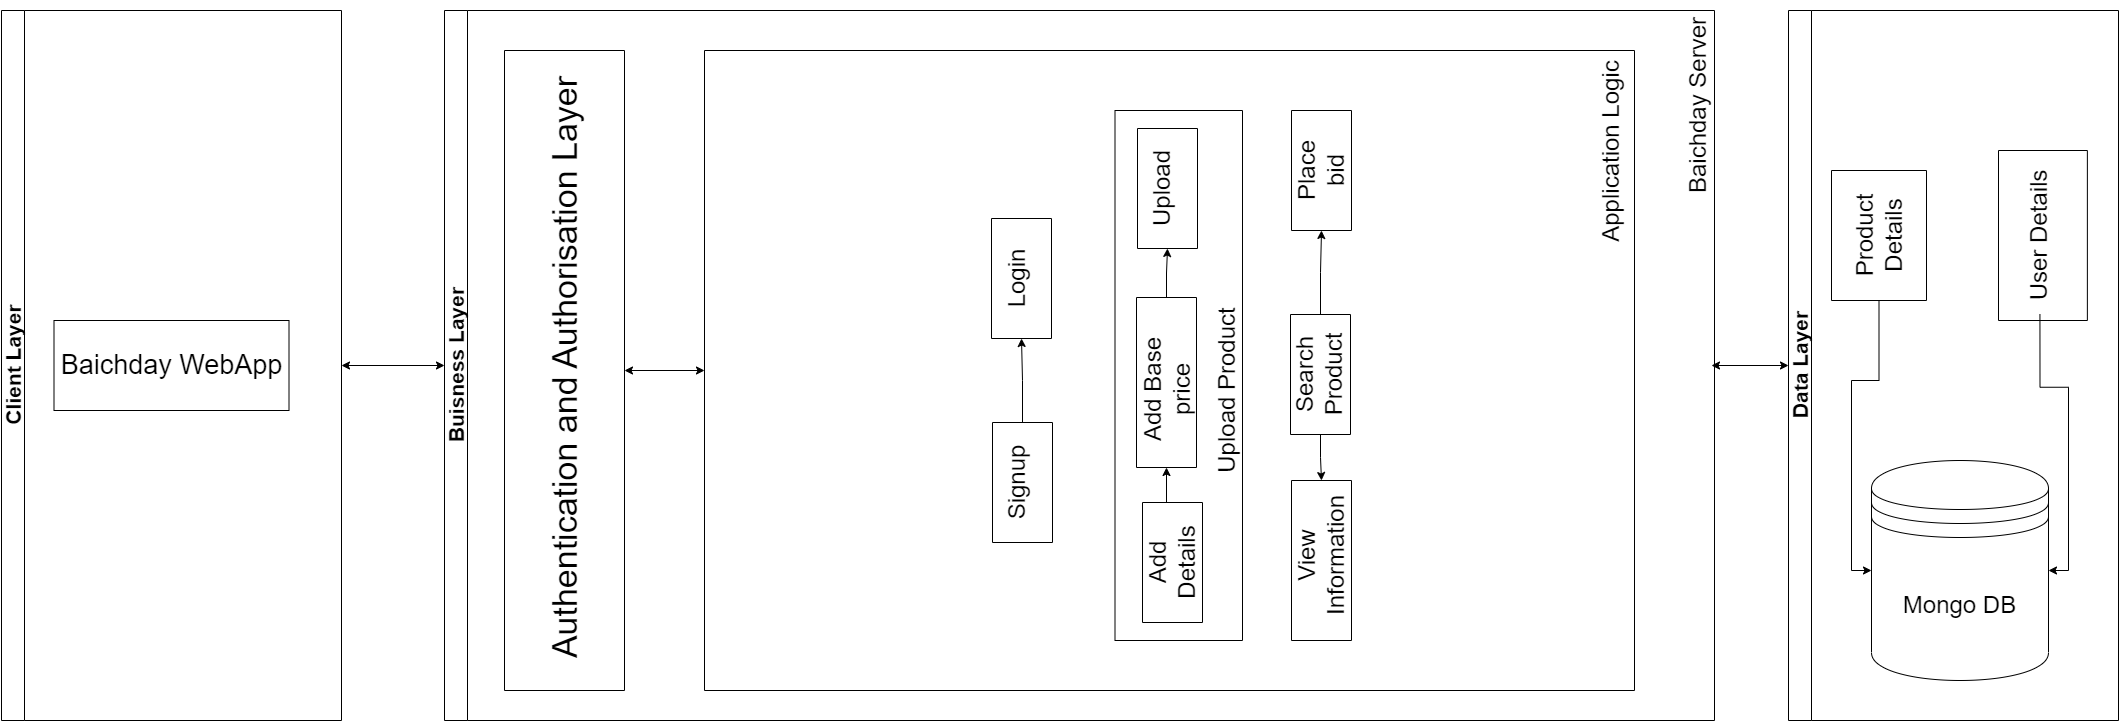 Client Layer
Baichday WebApp
Buisness Layer
Authentication and Authorisation Layer
Signup
Login
Add
Details
Add Base
price
Upload
Upload Product
View
Information
Search
Product
Place
bid
Application Logic
Baichday Server
Data Layer
Product
Details
User Details
Mongo DB